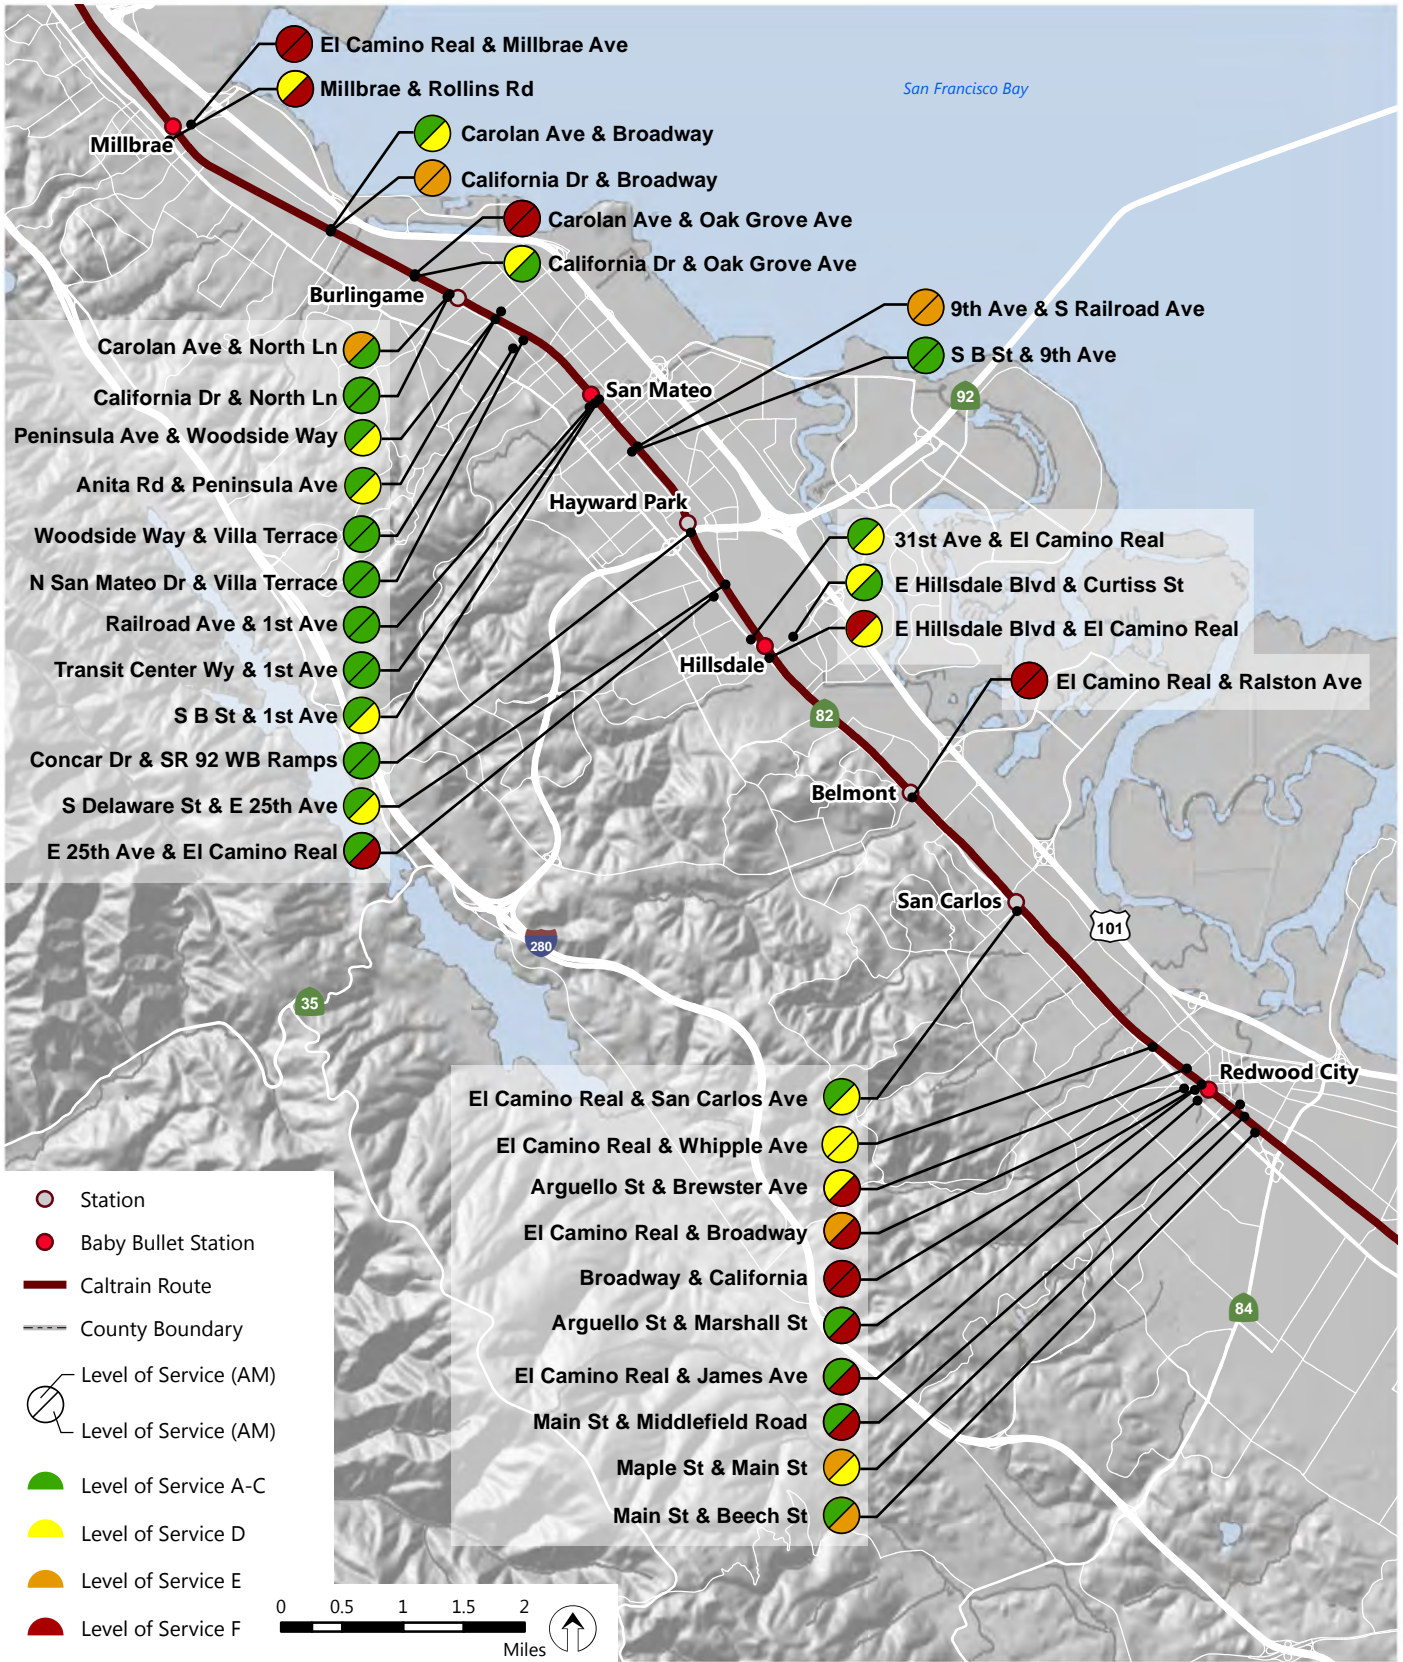 El Camino Real & Millbrae Ave
Millbrae & Rollins Rd
San Francisco Bay
Millbrae
Carolan Ave & Broadway
California Dr & Broadway
Carolan Ave & Oak Grove Ave
California Dr & Oak Grove Ave
Burlingame
9th Ave & S Railroad Ave
S B St & 9th Ave
Carolan Ave & North Ln
California Dr & North Ln
Peninsula Ave & Woodside Way
Anita Rd & Peninsula Ave
Woodside Way & Villa Terrace
N San Mateo Dr & Villa Terrace
Railroad Ave & 1st Ave
Transit Center Wy & 1st Ave
S B St & 1st Ave
Concar Dr & SR 92 WB Ramps
S Delaware St & E 25th Ave
E 25th Ave & El Camino Real
San Mateo
92
Hayward Park
31st Ave & El Camino Real
E Hillsdale Blvd & Curtiss St
E Hillsdale Blvd & El Camino Real
Hillsdale
El Camino Real & Ralston Ave
82
Belmont
San Carlos
101
280
35
Redwood City
El Camino Real & San Carlos Ave
El Camino Real & Whipple Ave
Arguello St & Brewster Ave
El Camino Real & Broadway
Broadway & California
Arguello St & Marshall St
El Camino Real & James Ave
Main St & Middlefield Road
Maple St & Main St
Main St & Beech St
84
Station
Baby Bullet Station
Caltrain Route
County Boundary
Level of Service (AM)
Level of Service (AM)
Level of Service A-C
Level of Service D
Level of Service E
Level of Service F
0 0.5 1 1.5 2
Miles